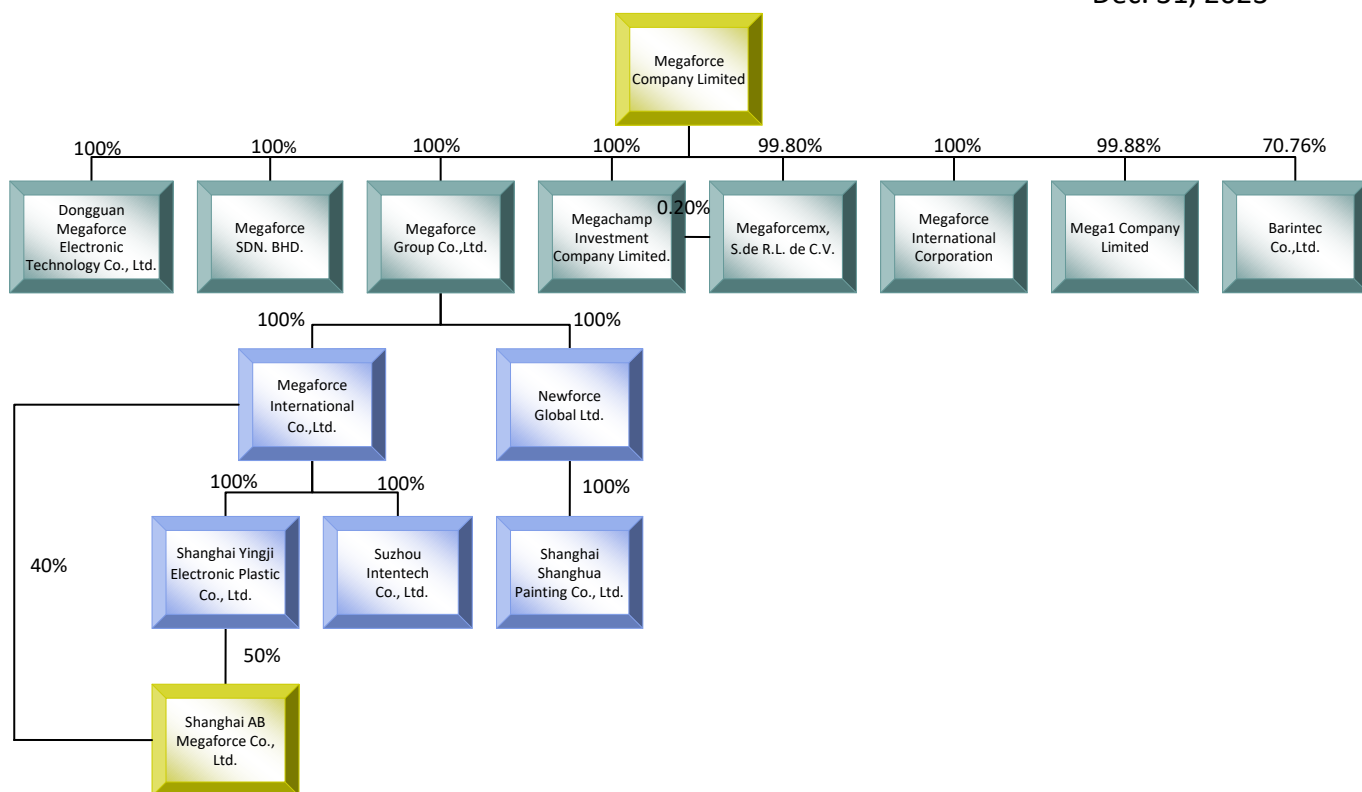 Dec. 31, 2023
Megaforce
Company Limited
100%
100%
100%
100%
99.80%
100%
99.88%
70.76%
Dongguan
Megaforce
Electronic
Technology Co., Ltd.
Megaforce
SDN. BHD.
Megaforce
Group Co.,Ltd.
Megachamp
Investment
Company Limited.
0.20%
Megaforcemx,
S.de R.L. de C.V.
Megaforce
International
Corporation
Mega1 Company
Limited
Barintec
Co.,Ltd.
100%
100%
Megaforce
International
Co.,Ltd.
Newforce
Global Ltd.
100%
100%
100%
40%
Shanghai Yingji
Electronic Plastic
Co., Ltd.
Suzhou
Intentech
Co., Ltd.
Shanghai
Shanghua
Painting Co., Ltd.
50%
Shanghai AB
Megaforce Co.,
Ltd.